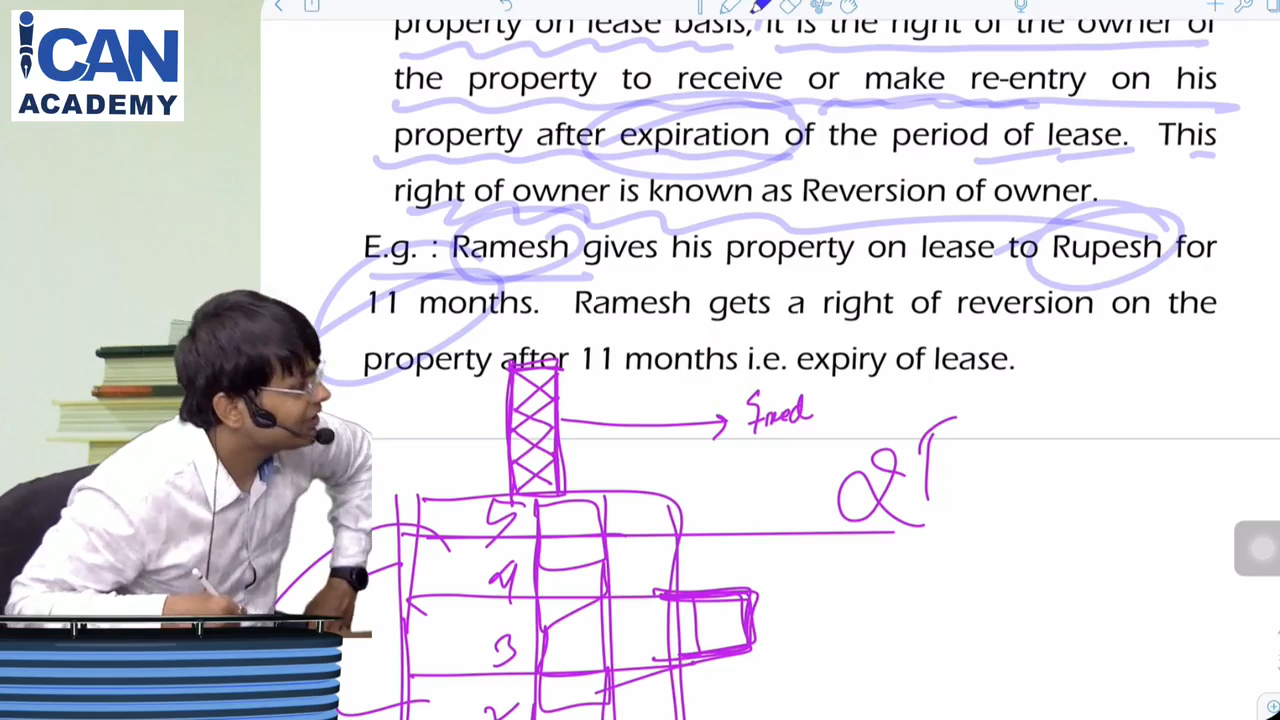 iCAN
ACADEMY
property on lease basis, it is the right of the owner of
the property to receive or make re-entry on his
property after expiration of the period of lease. This
right of owner is known as Reversion of owner.
E.g. : Ramesh gives his property on lease to Rupesh for
11 months. Ramesh gets a right of reversion on the
property after 11 months i.e. expiry of lease.
5
4
3